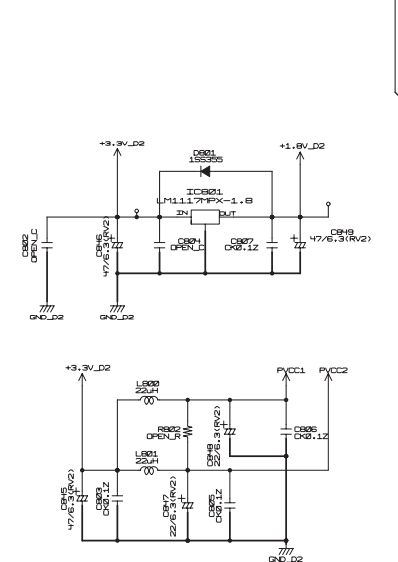 +3.3V_D2
D801
1SS355
+1.8V_D2
IC801
LM1117MPX-1.8
IN
OUT
C802
OPEN_C
C846
47/6.3(RV2)
C804
OPEN_C
C807
CK0.1Z
C849
47/6.3(RV2)
GND_D2
GND_D2
+3.3V_D2
L800
22uH
PVCC1
PVCC2
R802
OPEN_R
C848
22/6.3(RV2)
C806
CK0.1Z
L801
22uH
C845
47/6.3(RV2)
C803
CK0.1Z
C847
22/6.3(RV2)
C805
CK0.1Z
GND_D2